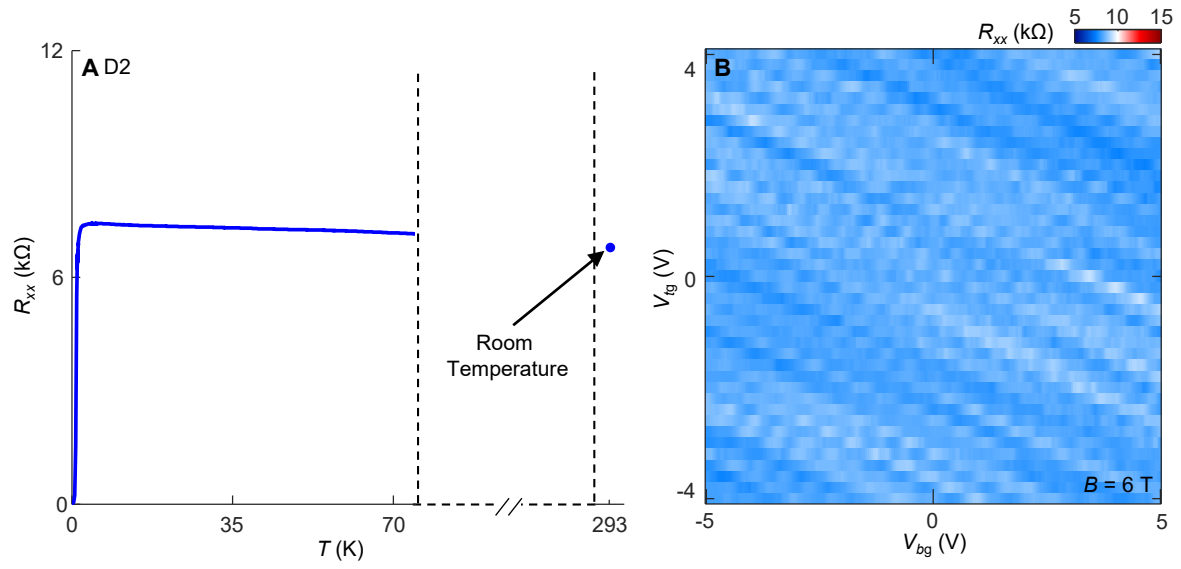 A D2
12
6
0
R_xx (kΩ)
0
35
70
293
T (K)
Room
Temperature
R_xx (kΩ)
5
10
15
B
4
0
-4
V_tg (V)
B = 6 T
-5
0
5
V_bg (V)